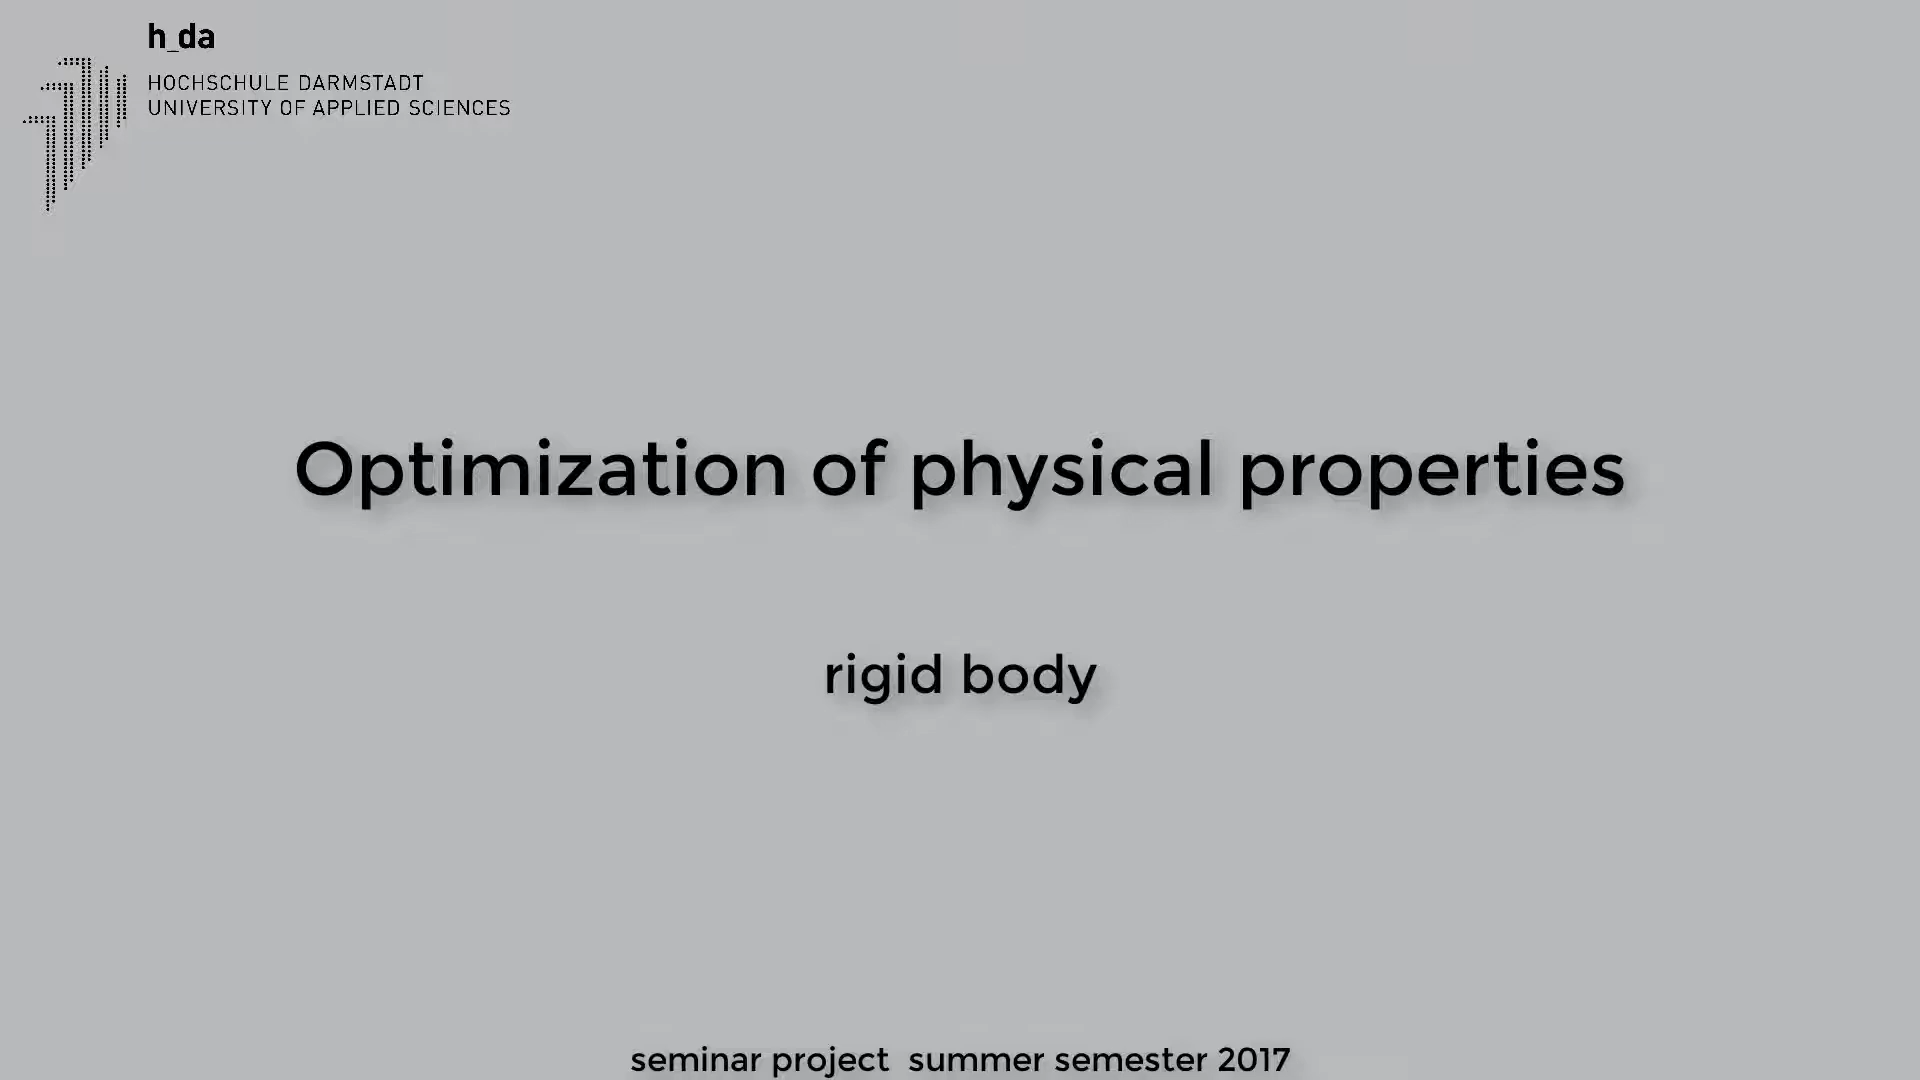 h_da
HOCHSCHULE DARMSTADT
UNIVERSITY OF APPLIED SCIENCES
Optimization of physical properties
rigid body
seminar project summer semester 2017